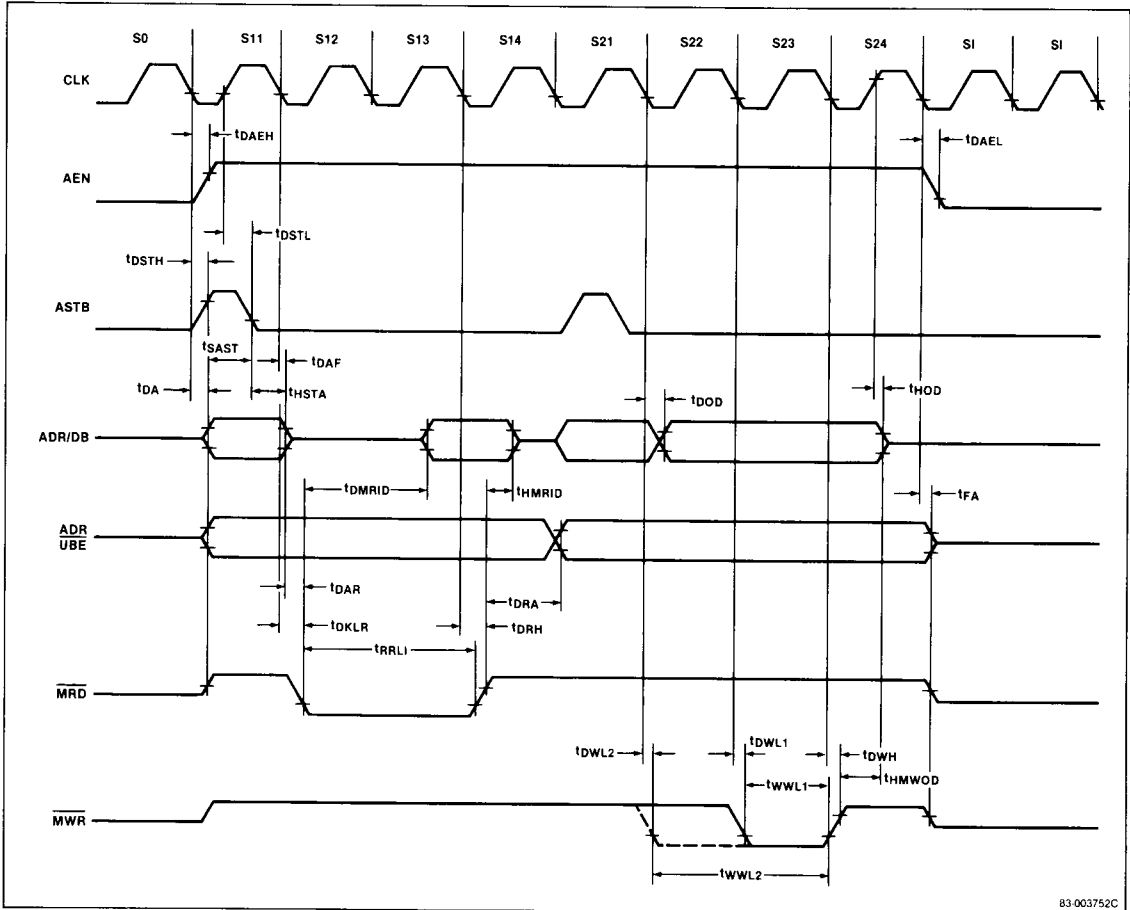 S0 S11 S12 S13 S14 S21 S22 S23 S24 SI SI
CLK
tDAEH
tDAEL
AEN
tDSTL
tDSTH
ASTB
tSAST
tDAF
tDA
tHSTA
tHOD
tDOD
ADR/DB
tDMRID
tHMRID
tFA
ADR
UBE
tDAR
tDRA
tDKLR
tDRH
tRRLI
MRD
tDWL2
tDWL1
tDWH
tWWL1
tHMWOD
MWR
tWWL2
83-003752C